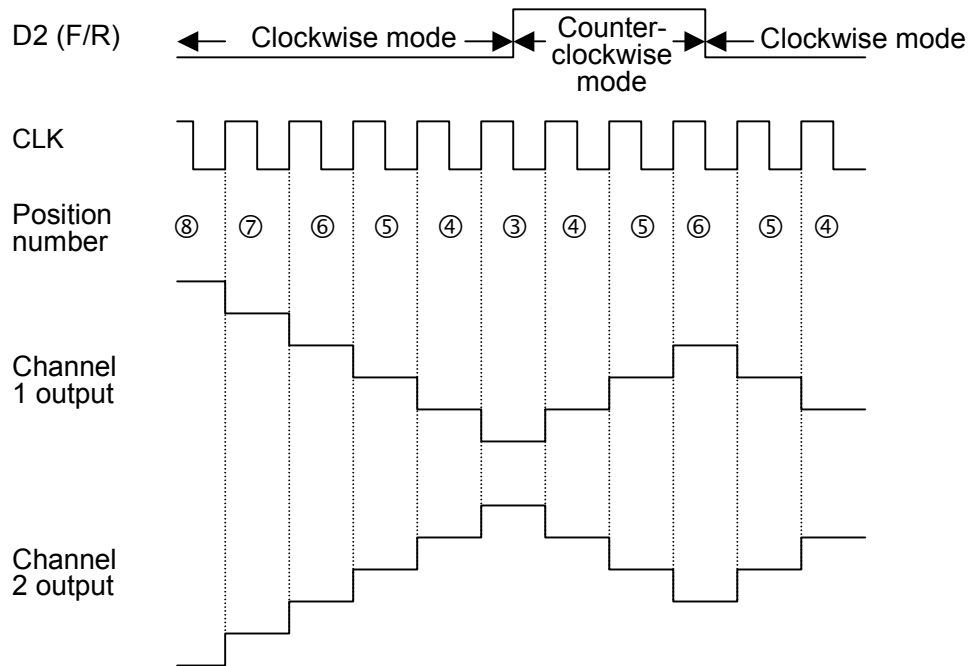 D2 (F/R)
Clockwise mode
Counter-
clockwise
mode
Clockwise mode
CLK
Position
number
⑧ ⑦ ⑥ ⑤ ④ ③ ④ ⑤ ⑥ ⑤ ④
Channel
1 output
Channel
2 output